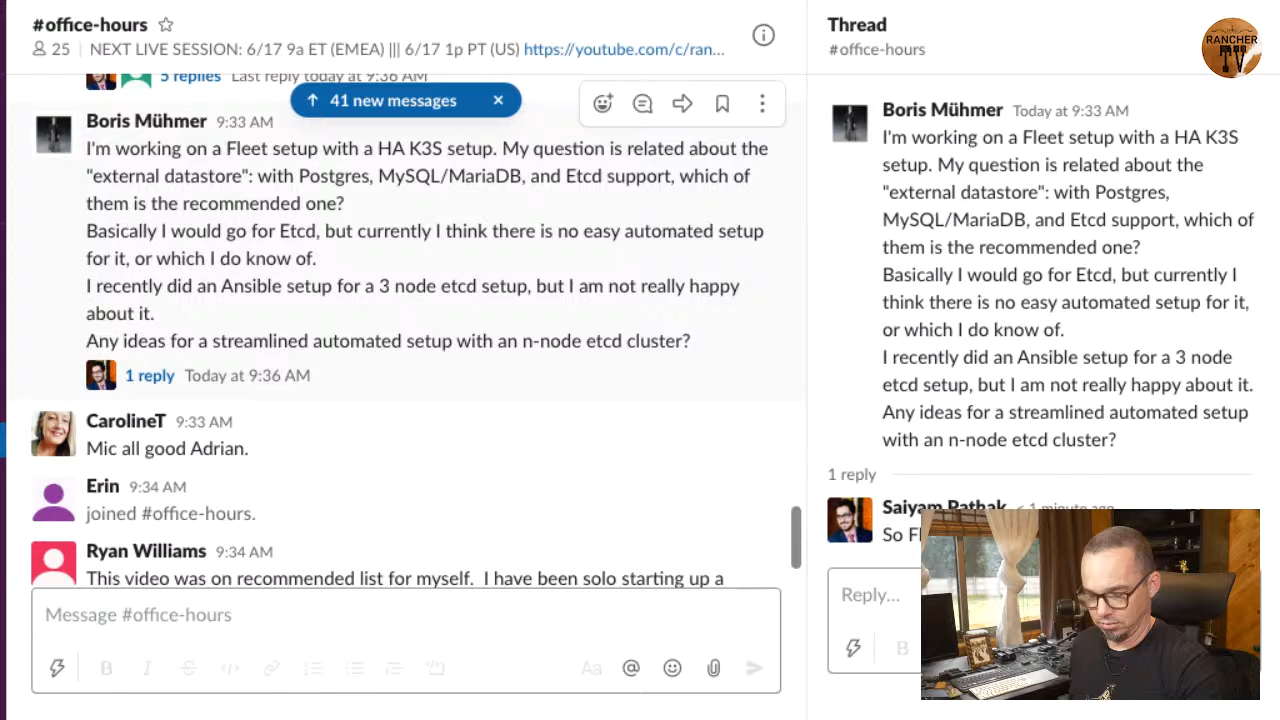 #office-hours
25 | NEXT LIVE SESSION: 6/17 9a ET (EMEA) ||| 6/17 1p PT (US) https://youtube.com/c/ran...
5 replies Last reply today at 9:36 AM
41 new messages
Boris Mühmer 9:33 AM
I'm working on a Fleet setup with a HA K3S setup. My question is related about the
"external datastore": with Postgres, MySQL/MariaDB, and Etcd support, which of
them is the recommended one?
Basically I would go for Etcd, but currently I think there is no easy automated setup
for it, or which I do know of.
I recently did an Ansible setup for a 3 node etcd setup, but I am not really happy
about it.
Any ideas for a streamlined automated setup with an n-node etcd cluster?
1 reply Today at 9:36 AM
CarolineT 9:33 AM
Mic all good Adrian.
Erin 9:34 AM
joined #office-hours.
Ryan Williams 9:34 AM
This video was on recommended list for myself. I have been solo starting up a
Message #office-hours
B I S </> Aa @
Thread
#office-hours
RANCHER
TV
Boris Mühmer Today at 9:33 AM
I'm working on a Fleet setup with a HA K3S
setup. My question is related about the
"external datastore": with Postgres,
MySQL/MariaDB, and Etcd support, which of
them is the recommended one?
Basically I would go for Etcd, but currently I
think there is no easy automated setup for it,
or which I do know of.
I recently did an Ansible setup for a 3 node
etcd setup, but I am not really happy about it.
Any ideas for a streamlined automated setup
with an n-node etcd cluster?
1 reply
Saiyam Pathak < 1 minute ago
So
Reply...
B